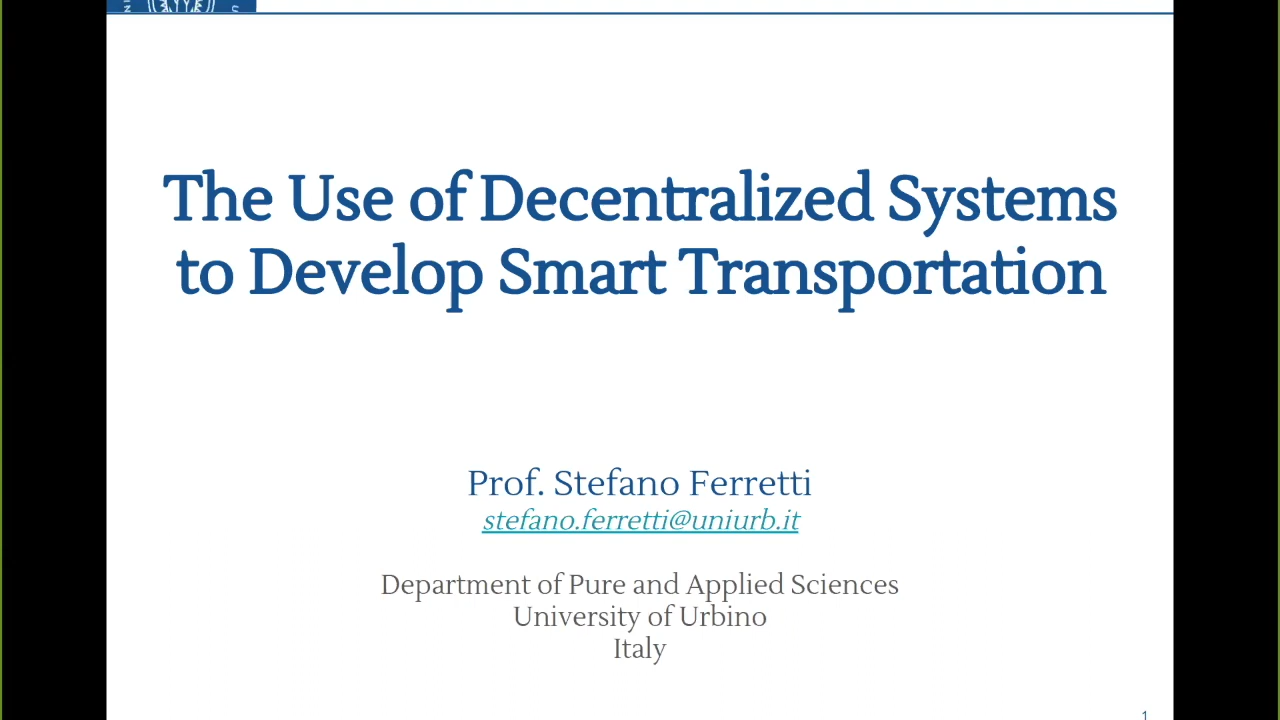 The Use of Decentralized Systems
to Develop Smart Transportation
Prof. Stefano Ferretti
stefano.ferretti@uniurb.it
Department of Pure and Applied Sciences
University of Urbino
Italy
1